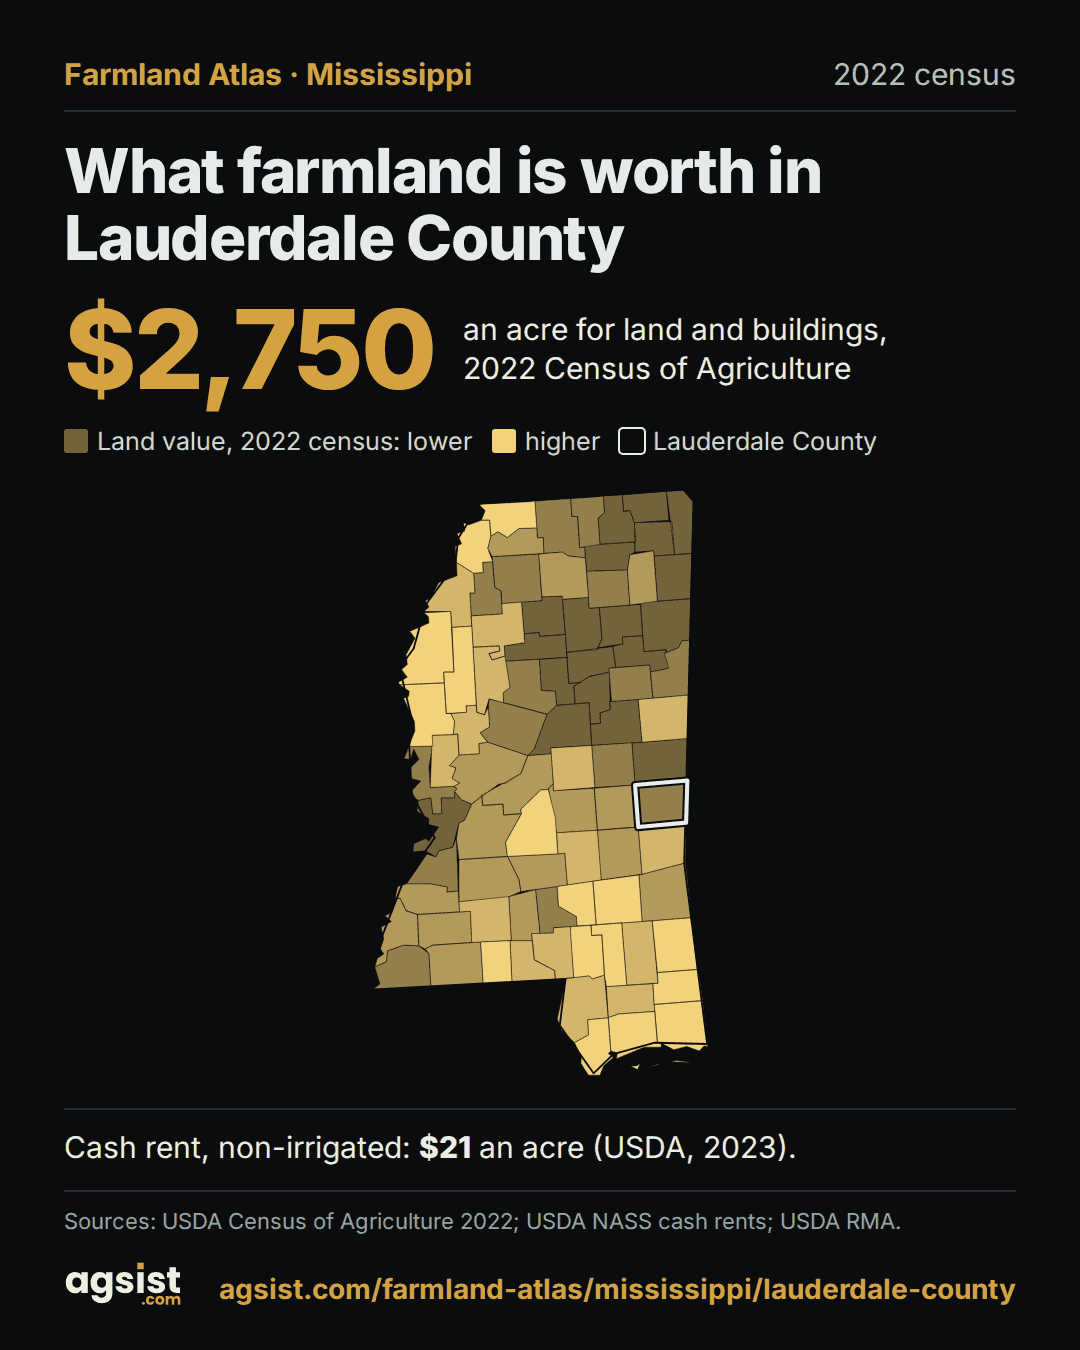 Farmland Atlas · Mississippi
2022 census
What farmland is worth in
Lauderdale County
$2,750
an acre for land and buildings,
2022 Census of Agriculture
Land value, 2022 census: lower
higher
Lauderdale County
Cash rent, non-irrigated: $21 an acre (USDA, 2023).
Sources: USDA Census of Agriculture 2022; USDA NASS cash rents; USDA RMA.
agsist
.com
agsist.com/farmland-atlas/mississippi/lauderdale-county